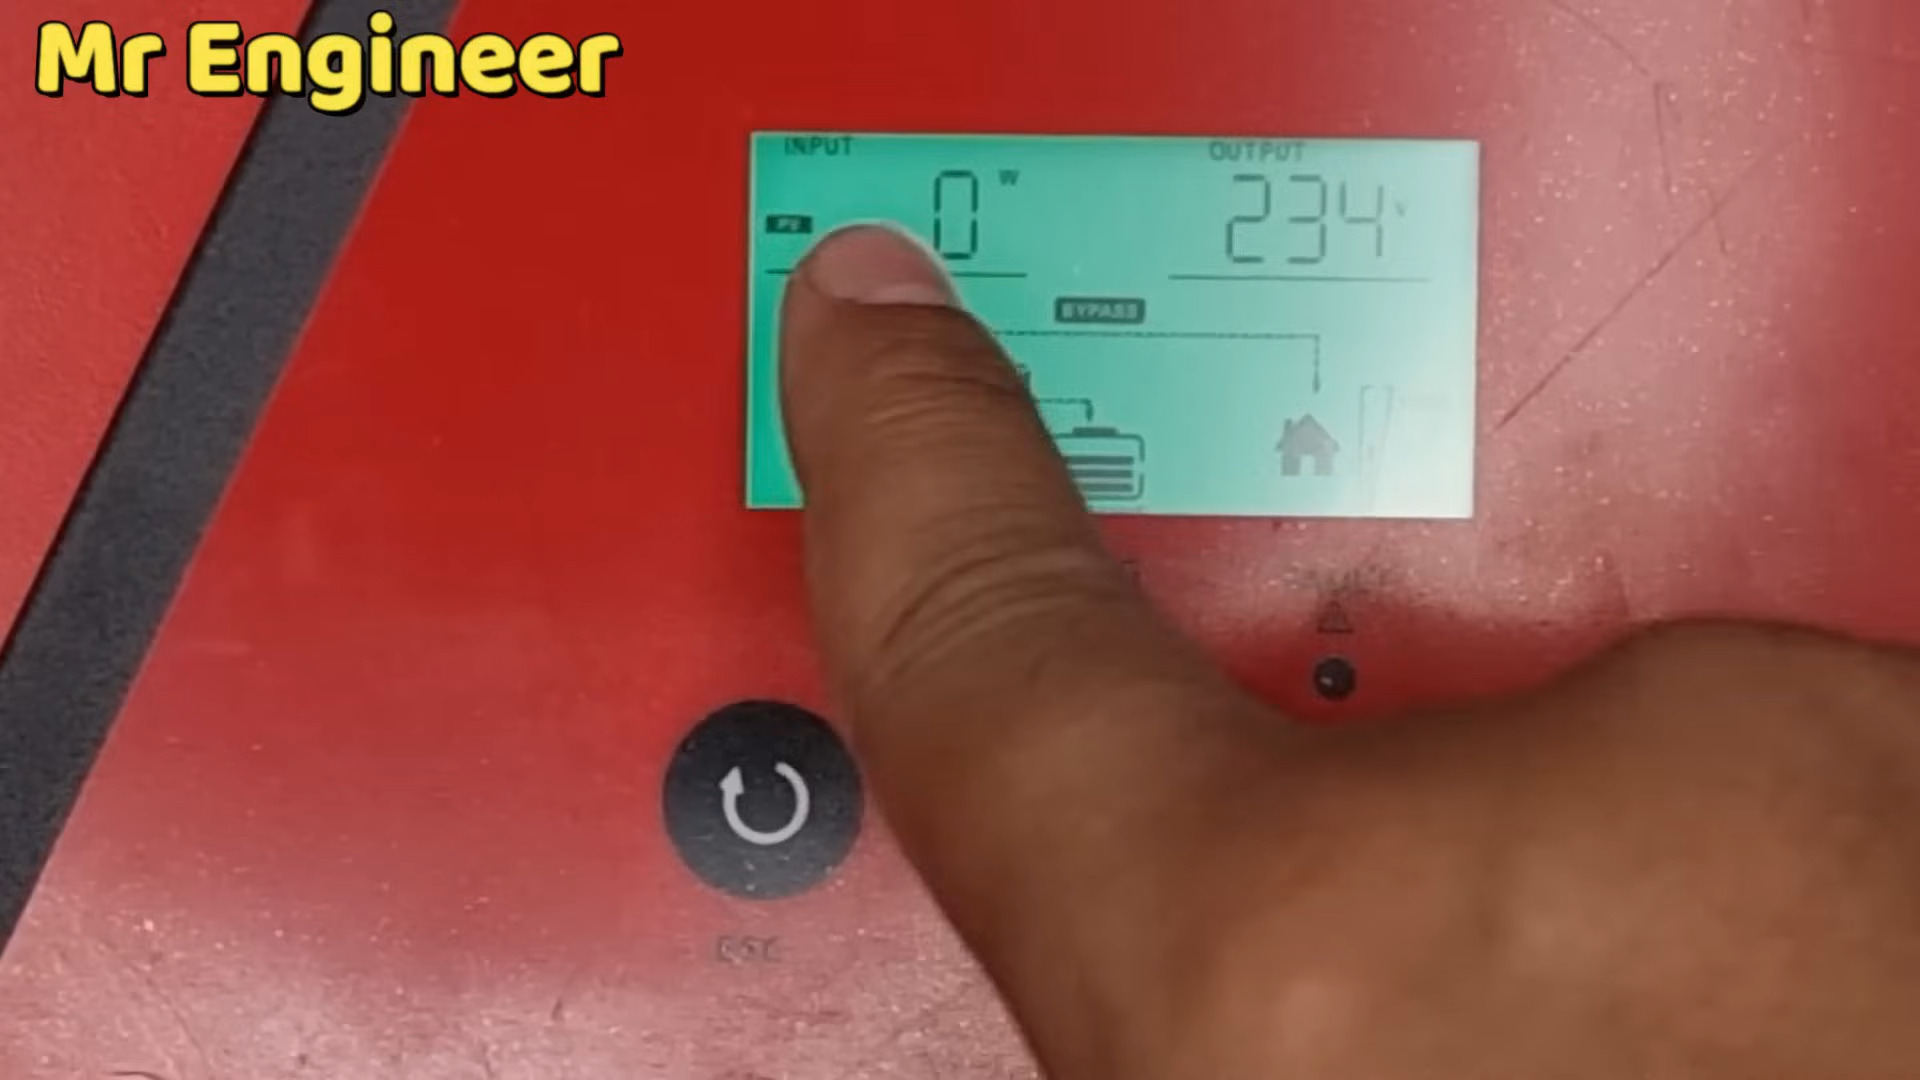 Mr Engineer
INPUT
OUTPUT
PV
0 W
234 V
BYPASS
ESC